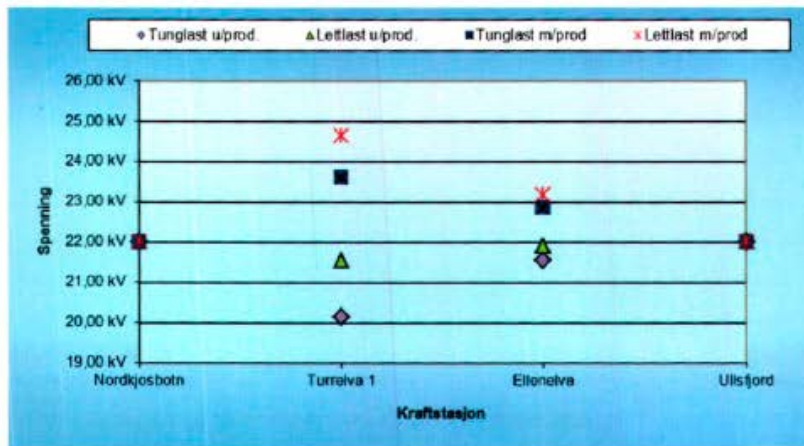 Tunglast u/prod. Lettlast u/prod. Tunglast m/prod Lettlast m/prod
26,00 kV
25,00 kV
24,00 kV
23,00 kV
22,00 kV
21,00 kV
20,00 kV
19,00 kV
Spenning
Nordkjosbotn Turrelva 1 Ellenelva Ullsfjord
Kraftstasjon